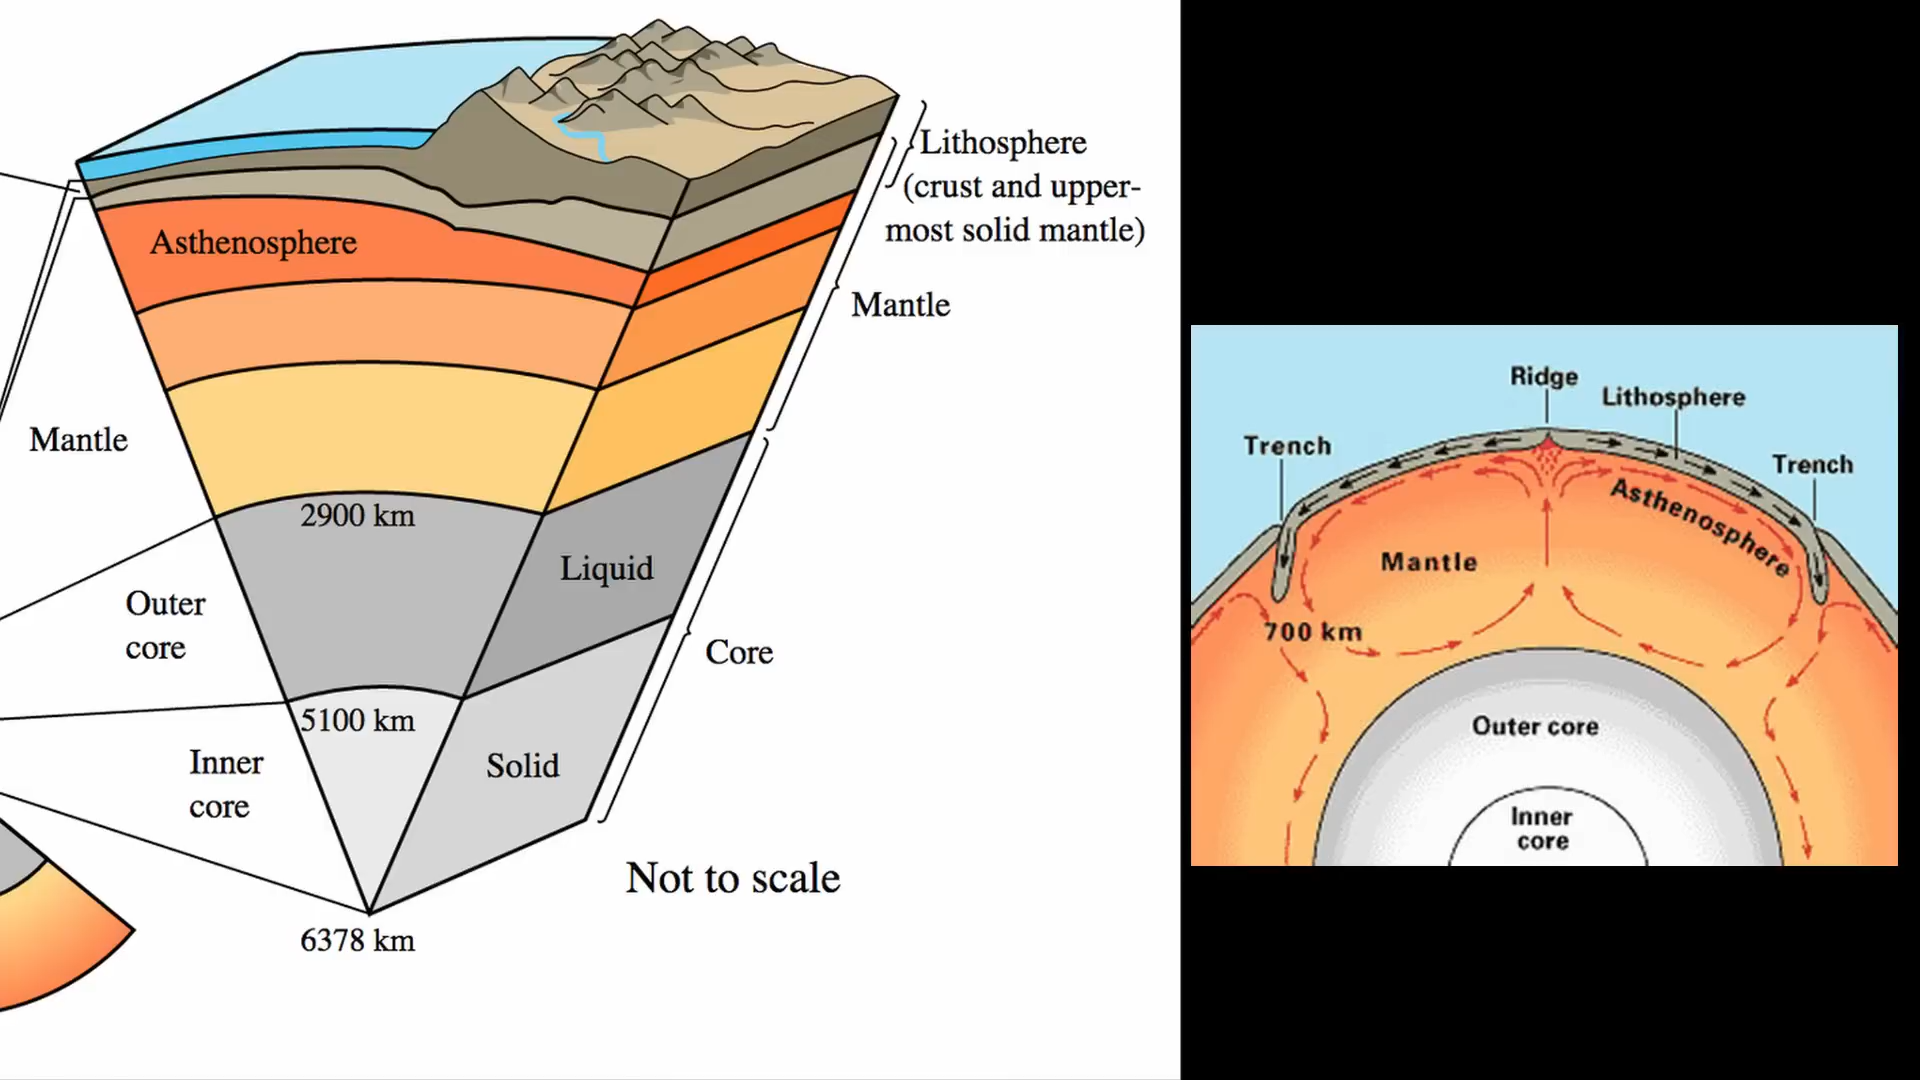 Lithosphere
(crust and upper-
most solid mantle)
Asthenosphere
Mantle
Mantle
2900 km
Liquid
Outer
core
Core
5100 km
Inner
core
Solid
Not to scale
6378 km
Ridge
Lithosphere
Trench
Trench
Asthenosphere
Mantle
700 km
Outer core
Inner
core